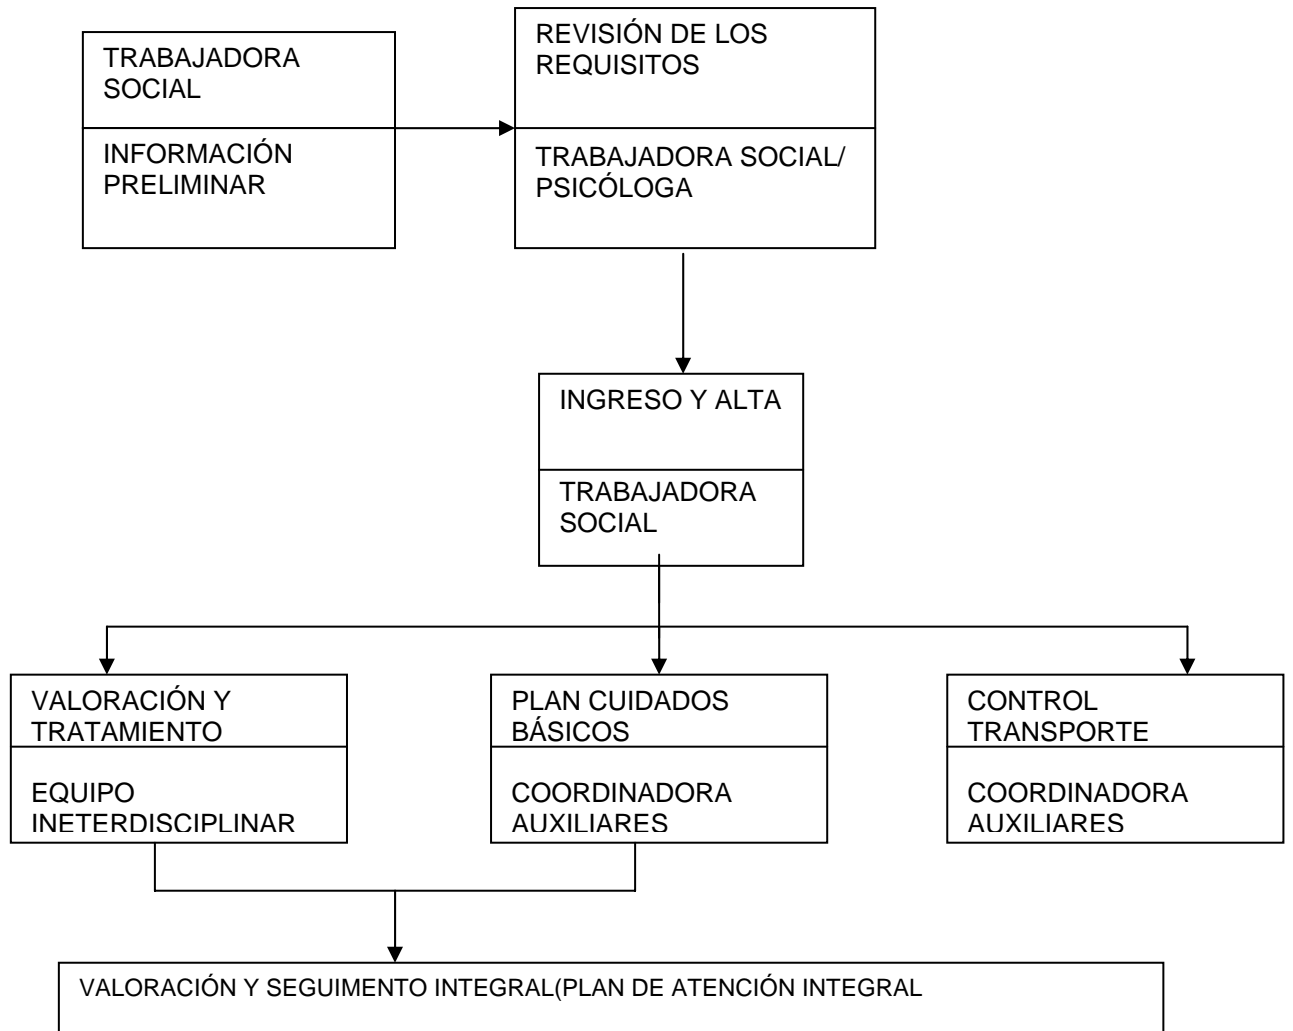 TRABAJADORA
SOCIAL
INFORMACIÓN
PRELIMINAR
REVISIÓN DE LOS
REQUISITOS
TRABAJADORA SOCIAL/
PSICÓLOGA
INGRESO Y ALTA
TRABAJADORA
SOCIAL
VALORACIÓN Y
TRATAMIENTO
EQUIPO
INETERDISCIPLINAR
PLAN CUIDADOS
BÁSICOS
COORDINADORA
AUXILIARES
CONTROL
TRANSPORTE
COORDINADORA
AUXILIARES
VALORACIÓN Y SEGUIMENTO INTEGRAL(PLAN DE ATENCIÓN INTEGRAL